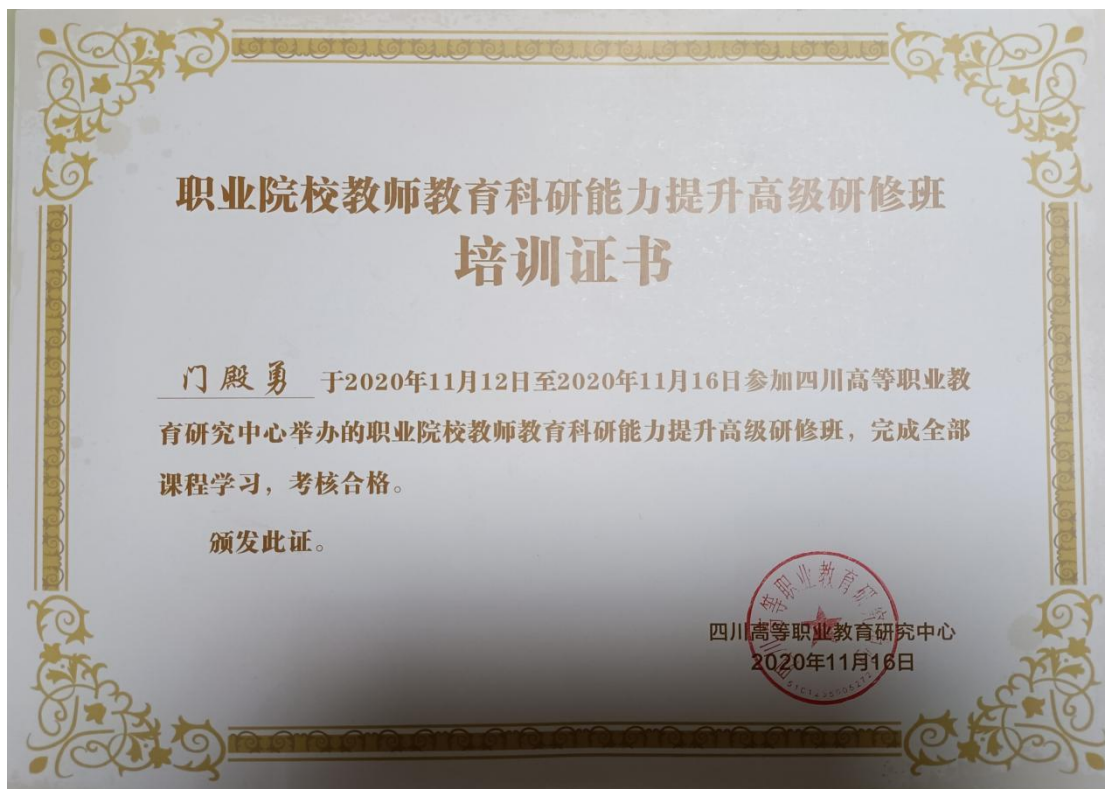 职业院校教师教育科研能力提升高级研修班
培训证书
门殿勇 于2020年11月12日至2020年11月16日参加四川高等职业教
育研究中心举办的职业院校教师教育科研能力提升高级研修班，完成全部
课程学习，考核合格。
颁发此证。
四川高等职业教育研究中心
2020年11月16日